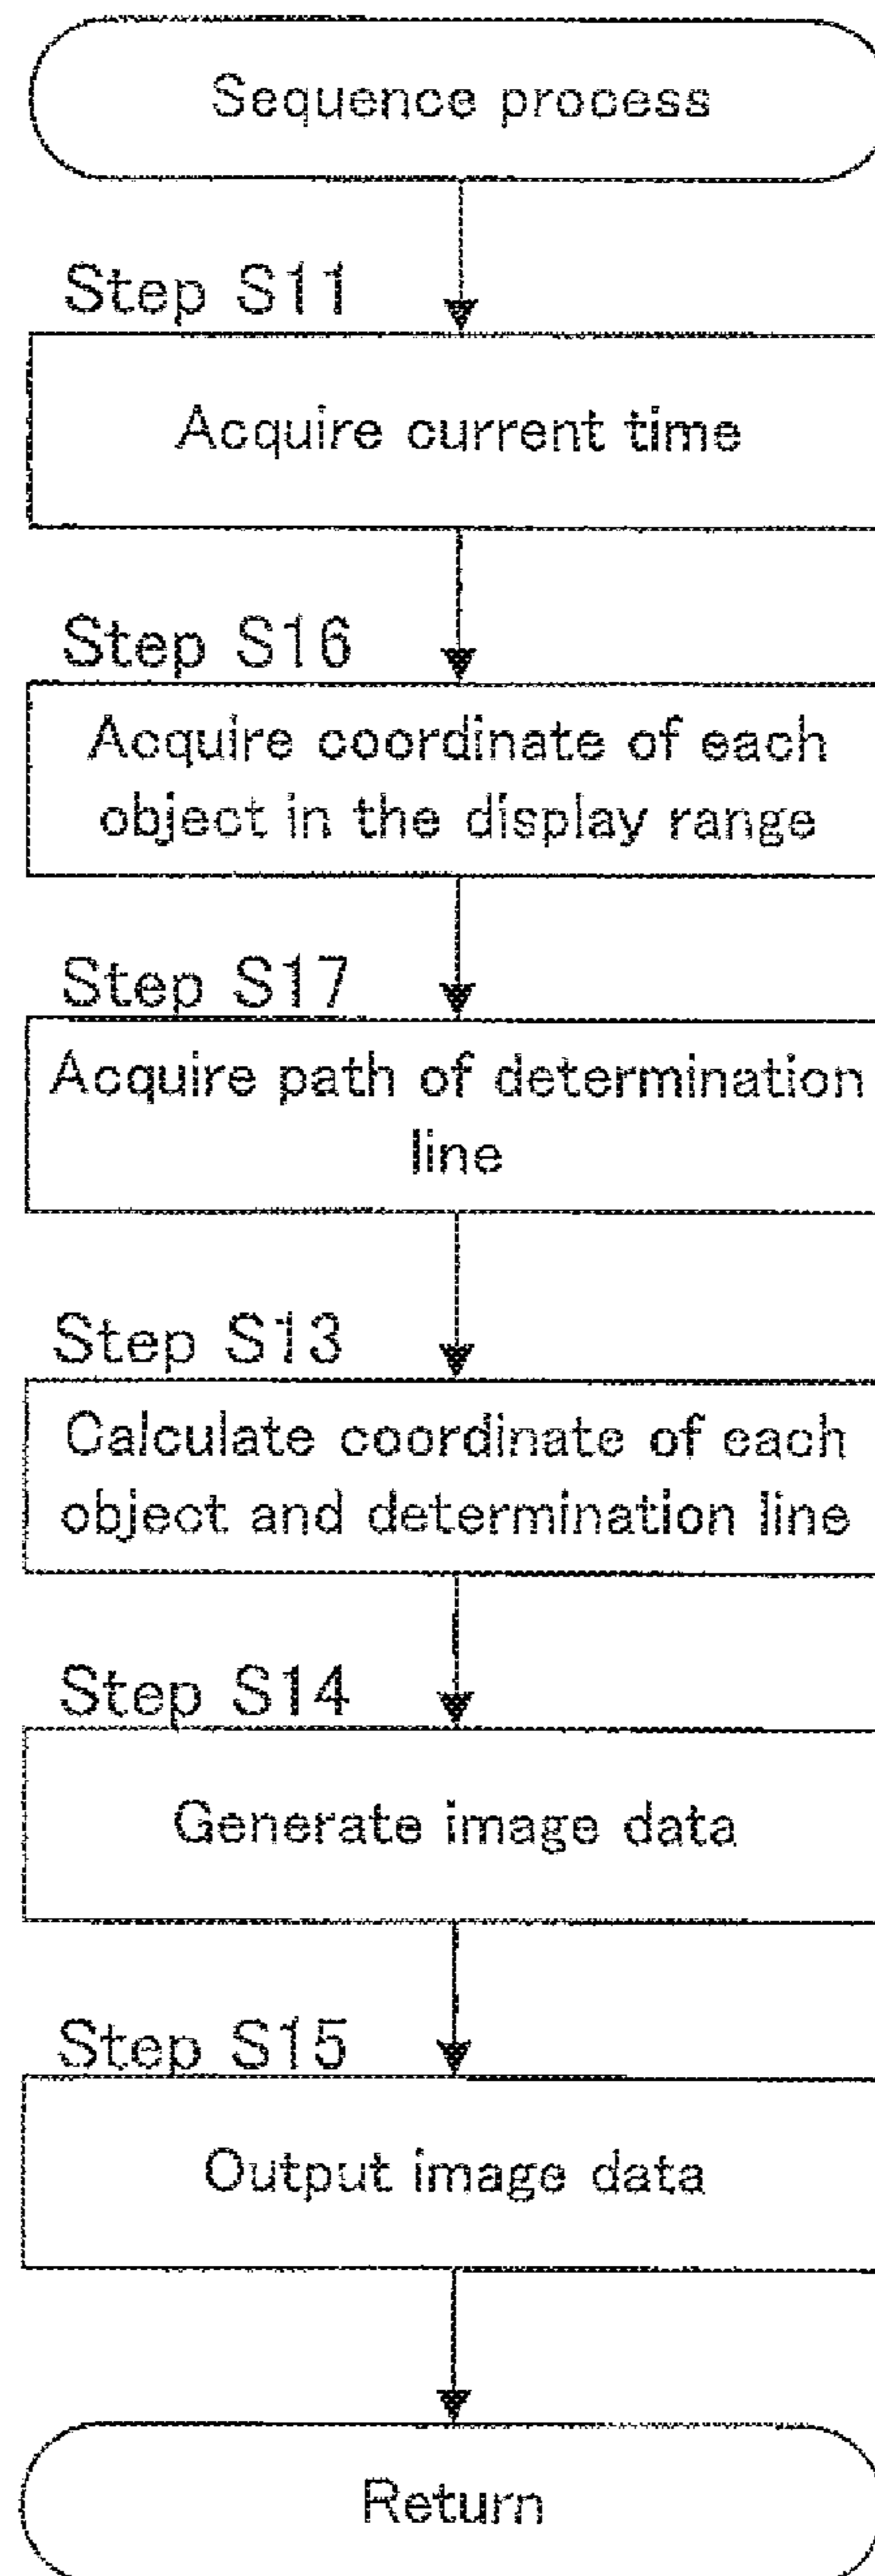 Sequence process
Step S11
Acquire current time
Step S16
Acquire coordinate of each
object in the display range
Step S17
Acquire path of determination
line
Step S13
Calculate coordinate of each
object and determination line
Step S14
Generate image data
Step S15
Output image data
Return